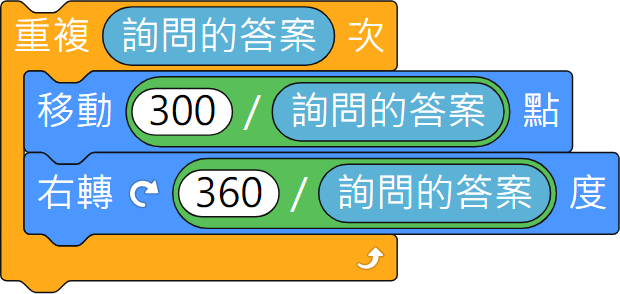 重複 詢問的答案 次
移動 300 / 詢問的答案 點
右轉 360 / 詢問的答案 度